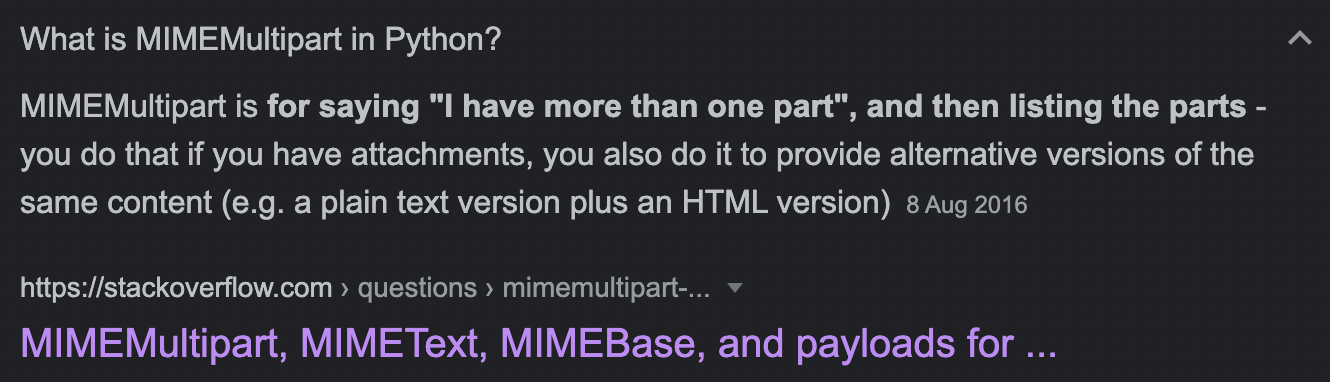 What is MIMEMultipart in Python?
MIMEMultipart is for saying "I have more than one part", and then listing the parts -
you do that if you have attachments, you also do it to provide alternative versions of the
same content (e.g. a plain text version plus an HTML version) 8 Aug 2016
https://stackoverflow.com › questions › mimemultipart-...
MIMEMultipart, MIMEText, MIMEBase, and payloads for ...